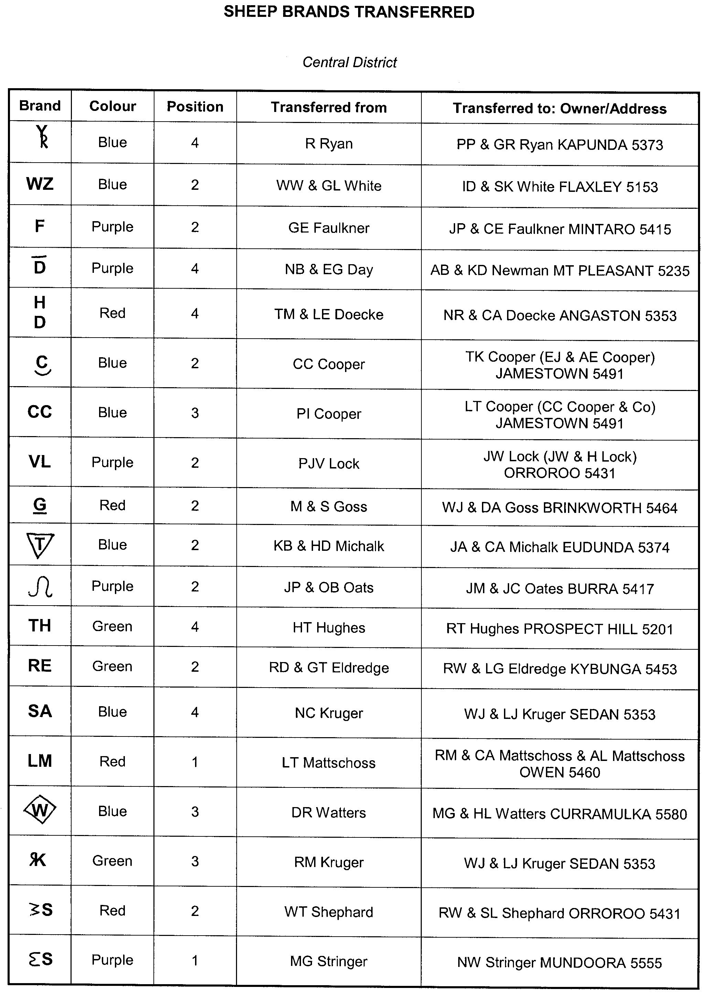 SHEEP BRANDS TRANSFERRED
Central District
Brand Colour Position Transferred from Transferred to: Owner/Address
YR Blue 4 R Ryan PP & GR Ryan KAPUNDA 5373
WZ Blue 2 WW & GL White ID & SK White FLAXLEY 5153
F Purple 2 GE Faulkner JP & CE Faulkner MINTARO 5415
D Purple 4 NB & EG Day AB & KD Newman MT PLEASANT 5235
H
D Red 4 TM & LE Doecke NR & CA Doecke ANGASTON 5353
C Blue 2 CC Cooper TK Cooper (EJ & AE Cooper)
JAMESTOWN 5491
CC Blue 3 PI Cooper LT Cooper (CC Cooper & Co)
JAMESTOWN 5491
VL Purple 2 PJV Lock JW Lock (JW & H Lock)
ORROROO 5431
G Red 2 M & S Goss WJ & DA Goss BRINKWORTH 5464
T Blue 2 KB & HD Michalk JA & CA Michalk EUDUNDA 5374
Purple 2 JP & OB Oats JM & JC Oates BURRA 5417
TH Green 4 HT Hughes RT Hughes PROSPECT HILL 5201
RE Green 2 RD & GT Eldredge RW & LG Eldredge KYBUNGA 5453
SA Blue 4 NC Kruger WJ & LJ Kruger SEDAN 5353
LM Red 1 LT Mattschoss RM & CA Mattschoss & AL Mattschoss
OWEN 5460
W Blue 3 DR Watters MG & HL Watters CURRAMULKA 5580
K Green 3 RM Kruger WJ & LJ Kruger SEDAN 5353
S Red 2 WT Shephard RW & SL Shephard ORROROO 5431
S Purple 1 MG Stringer NW Stringer MUNDOORA 5555